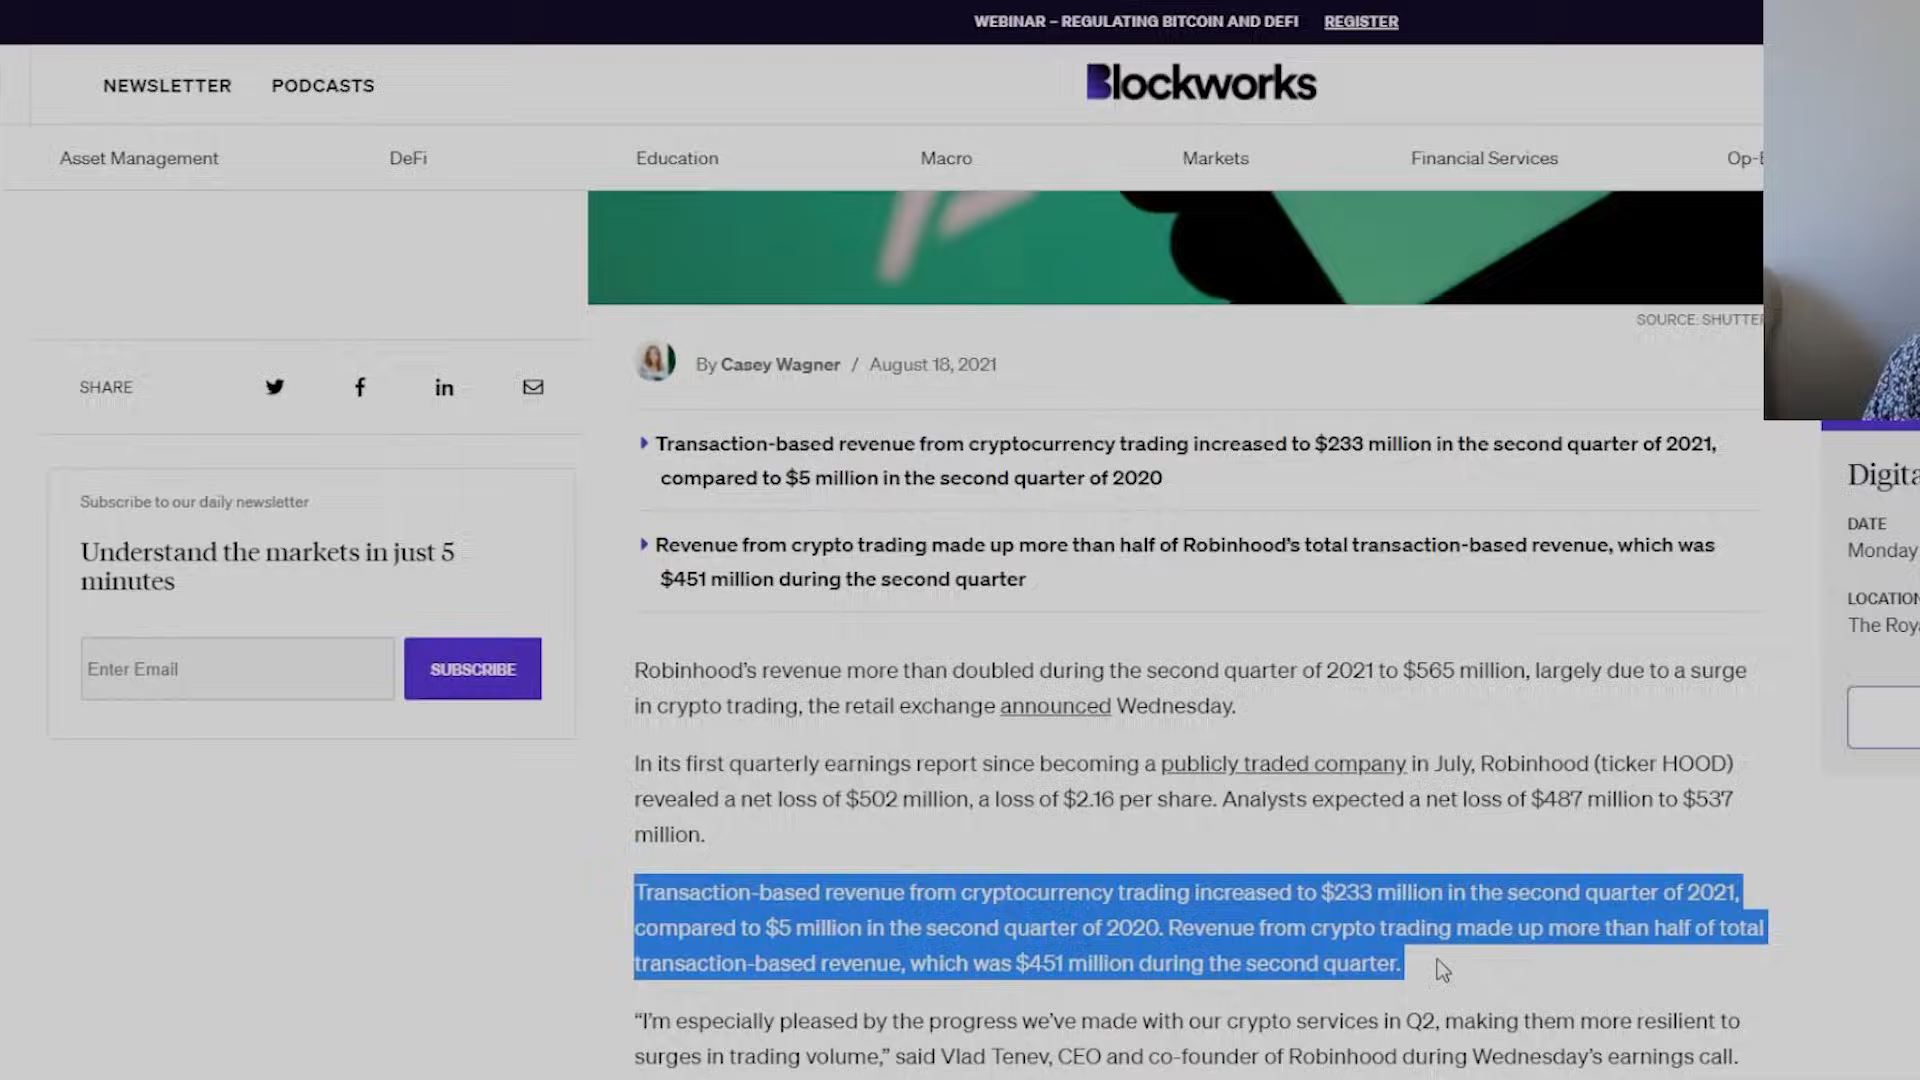 WEBINAR – REGULATING BITCOIN AND DEFI REGISTER
NEWSLETTER PODCASTS
Blockworks
Asset Management DeFi Education Macro Markets Financial Services Op-E
SOURCE: SHUTTER
SHARE
By Casey Wagner / August 18, 2021
Transaction-based revenue from cryptocurrency trading increased to $233 million in the second quarter of 2021,
compared to $5 million in the second quarter of 2020
Revenue from crypto trading made up more than half of Robinhood's total transaction-based revenue, which was
$451 million during the second quarter
Subscribe to our daily newsletter
Understand the markets in just 5
minutes
Enter Email SUBSCRIBE
Robinhood's revenue more than doubled during the second quarter of 2021 to $565 million, largely due to a surge
in crypto trading, the retail exchange announced Wednesday.
In its first quarterly earnings report since becoming a publicly traded company in July, Robinhood (ticker HOOD)
revealed a net loss of $502 million, a loss of $2.16 per share. Analysts expected a net loss of $487 million to $537
million.
Transaction-based revenue from cryptocurrency trading increased to $233 million in the second quarter of 2021,
compared to $5 million in the second quarter of 2020. Revenue from crypto trading made up more than half of total
transaction-based revenue, which was $451 million during the second quarter.
“I'm especially pleased by the progress we've made with our crypto services in Q2, making them more resilient to
surges in trading volume,” said Vlad Tenev, CEO and co-founder of Robinhood during Wednesday's earnings call.
Digita
DATE
Monday
LOCATION
The Roya